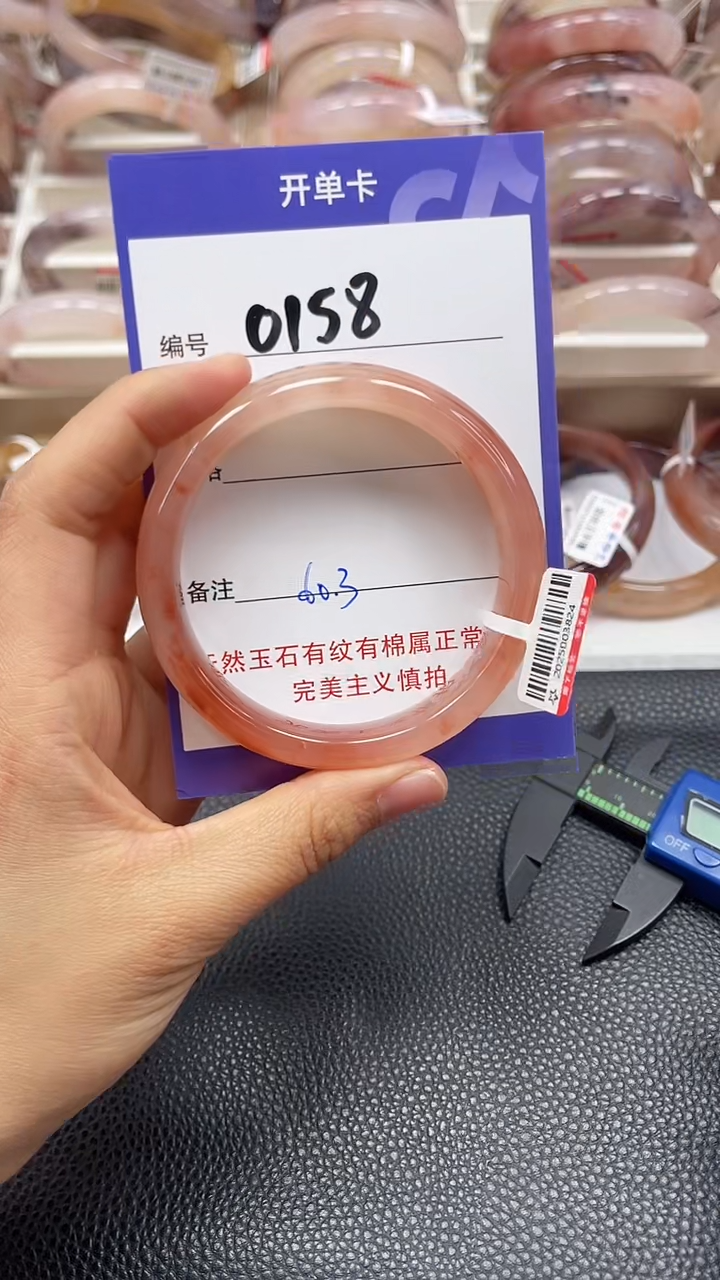 开单卡
编号 0158
备注 60.3
然玉石有纹有棉属正常
完美主义慎拍
2025003824
OFF